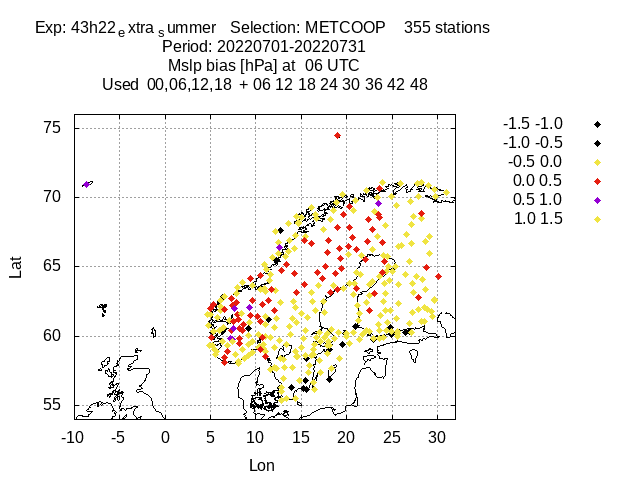 Exp: 43h22extrasummer Selection: METCOOP 355 stations
Period: 20220701-20220731
Mslp bias [hPa] at 06 UTC
Used 00,06,12,18 + 06 12 18 24 30 36 42 48
-1.5 -1.0
-1.0 -0.5
-0.5 0.0
0.0 0.5
0.5 1.0
1.0 1.5
75
70
65
60
55
Lat
-10 -5 0 5 10 15 20 25 30
Lon